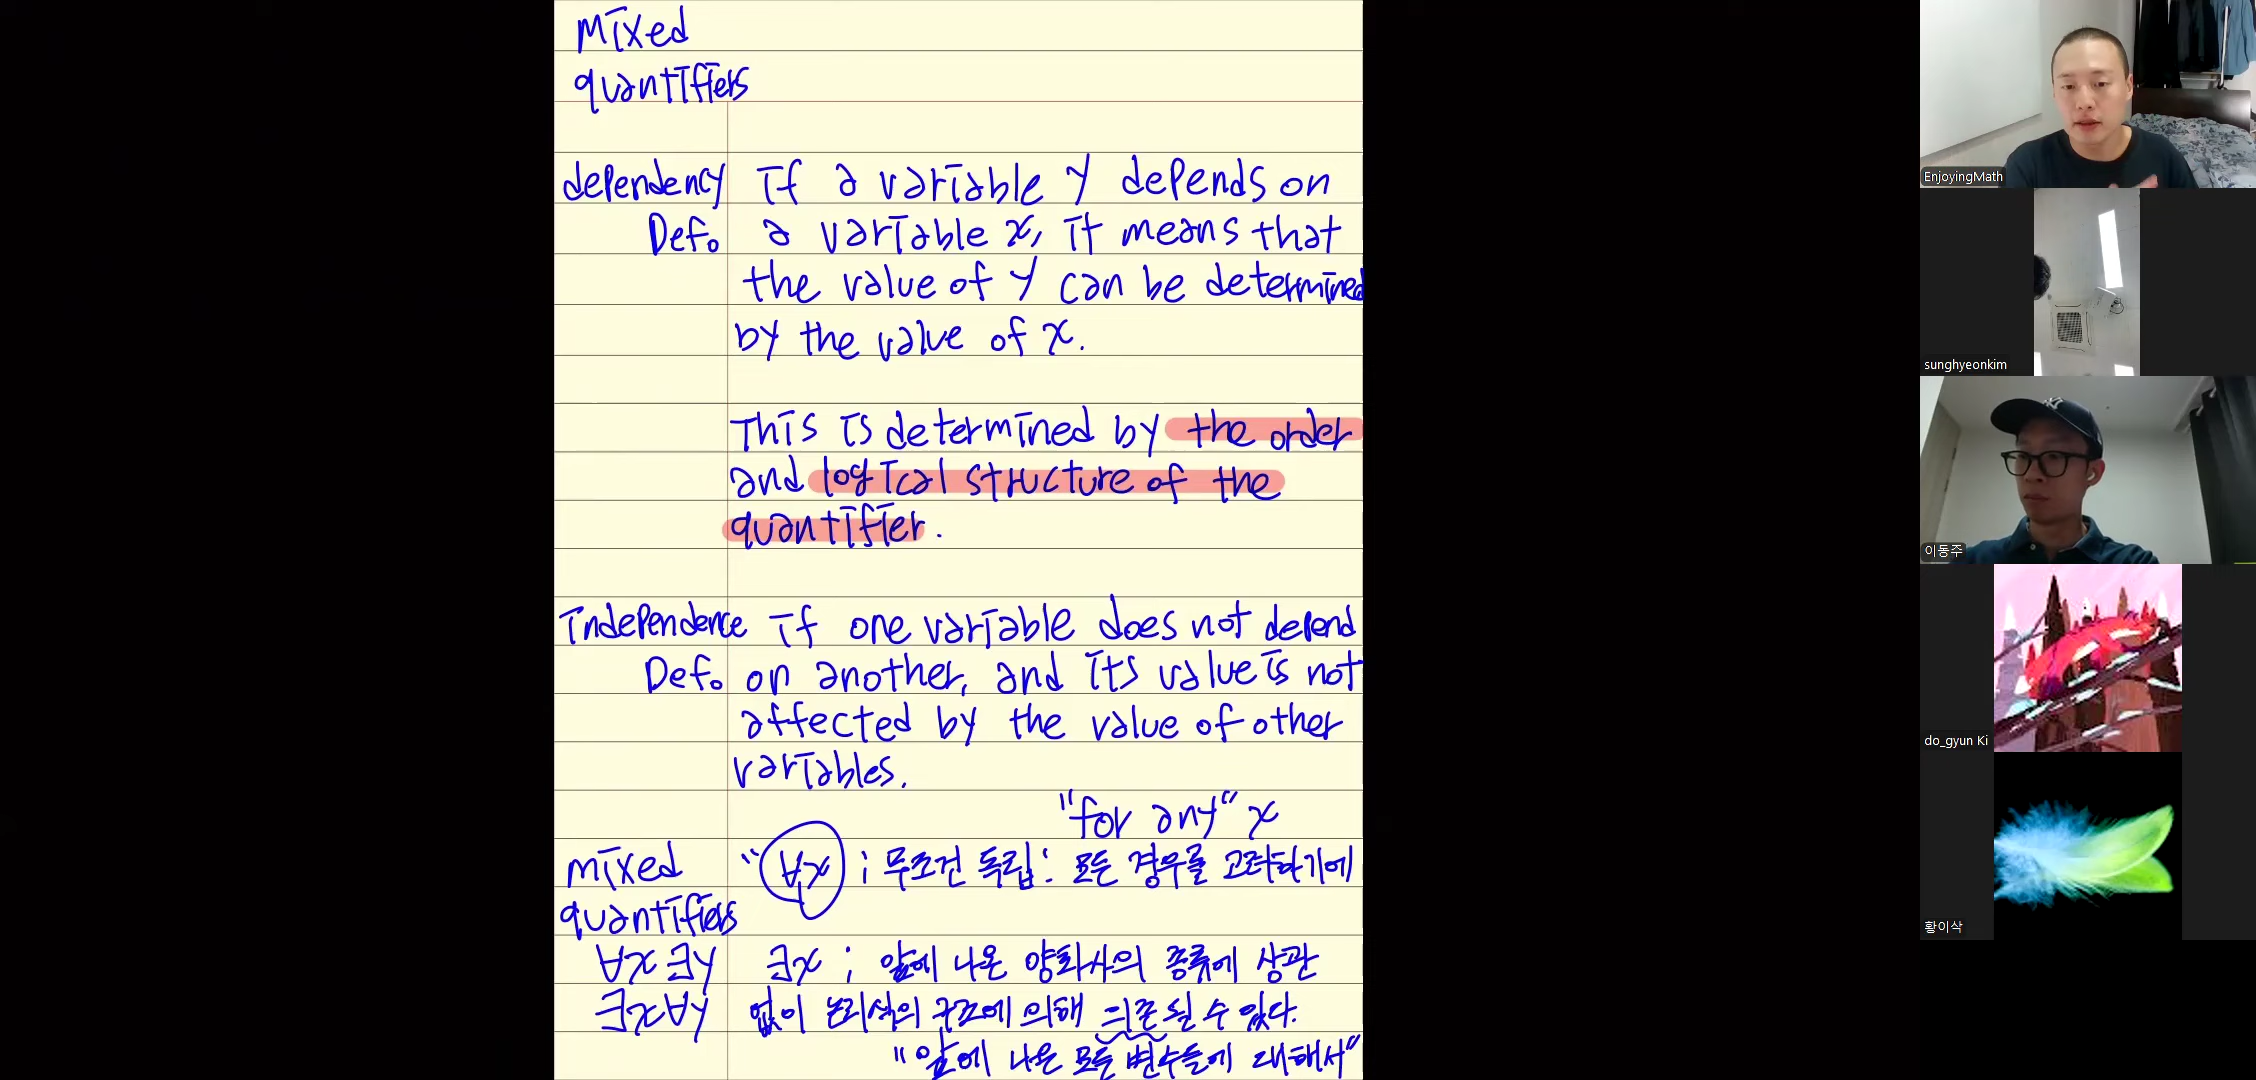 mixed
quantifiers
dependency if a variable y depends on
Def. a variable x, it means that
the value of y can be determined
by the value of x.
This is determined by the order
and logical structure of the
quantifier.
independence if one variable does not depend
Def. on another, and its value is not
affected by the value of other
variables.
"for any" x
mixed "∀x ; 무조건 독립 : 모든 경우를 고려하기에
quantifiers
∀x ∃y ∃x ; 앞에 나온 양화사의 종류에 상관
∃x ∀y 없이 논리식의 구조에 의해 의존 될 수 있다.
"앞에 나온 모든 변수들에 대해서"
EnjoyingMath
sunghyeonkim
이동주
do_gyun Ki
황이삭